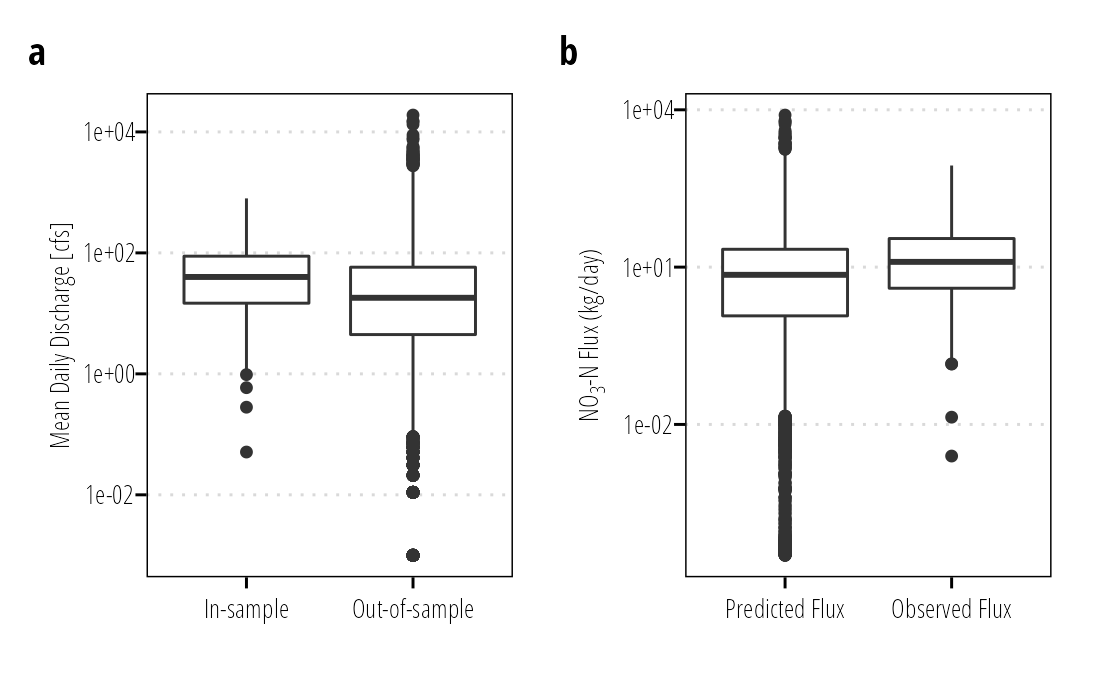 a
b
Mean Daily Discharge [cfs]
1e+04
1e+02
1e+00
1e-02
In-sample
Out-of-sample
NO3-N Flux (kg/day)
1e+04
1e+01
1e-02
Predicted Flux
Observed Flux